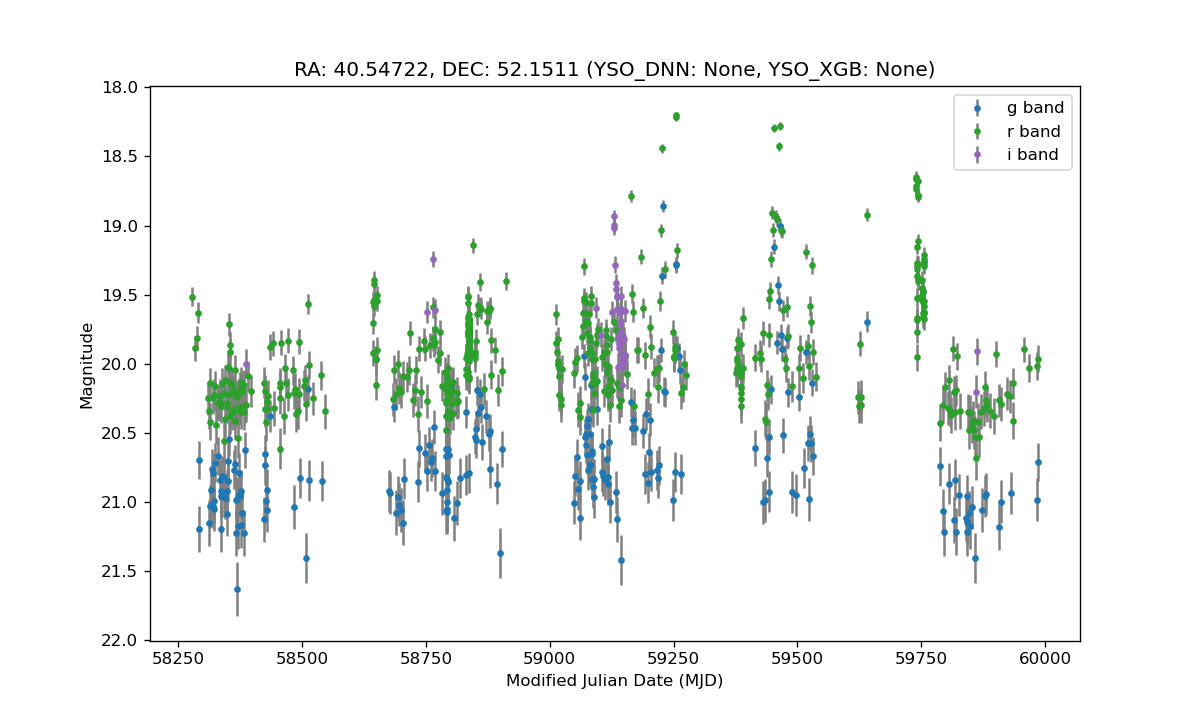 RA: 40.54722, DEC: 52.1511 (YSO_DNN: None, YSO_XGB: None)
18.0
18.5
19.0
19.5
20.0
20.5
21.0
21.5
22.0
Magnitude
g band
r band
i band
58250 58500 58750 59000 59250 59500 59750 60000
Modified Julian Date (MJD)